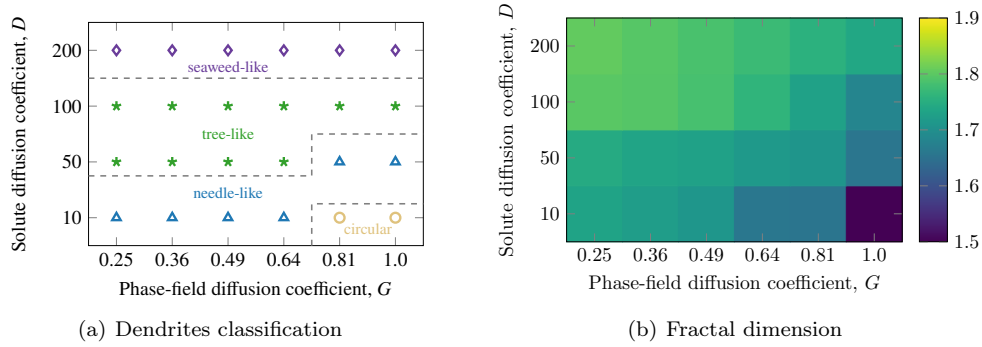 Solute diffusion coefficient, D
200
100
50
10
seaweed-like
tree-like
needle-like
circular
0.25 0.36 0.49 0.64 0.81 1.0
Phase-field diffusion coefficient, G
(a) Dendrites classification
Solute diffusion coefficient, D
200
100
50
10
0.25 0.36 0.49 0.64 0.81 1.0
Phase-field diffusion coefficient, G
1.9
1.8
1.7
1.6
1.5
(b) Fractal dimension